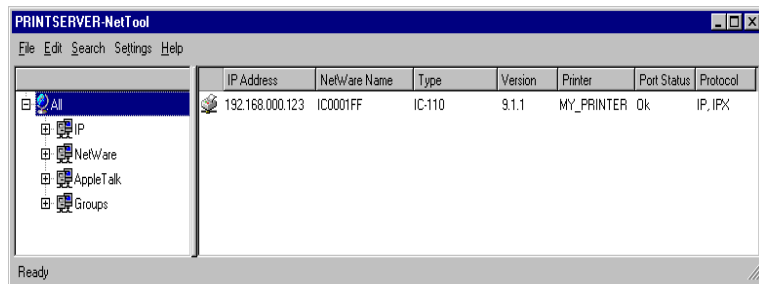 PRINTSERVER-NetTool
File Edit Search Settings Help
IP Address NetWare Name Type Version Printer Port Status Protocol
All
192.168.000.123 IC0001FF IC-110 9.1.1 MY_PRINTER Ok IP, IPX
IP
NetWare
AppleTalk
Groups
Ready